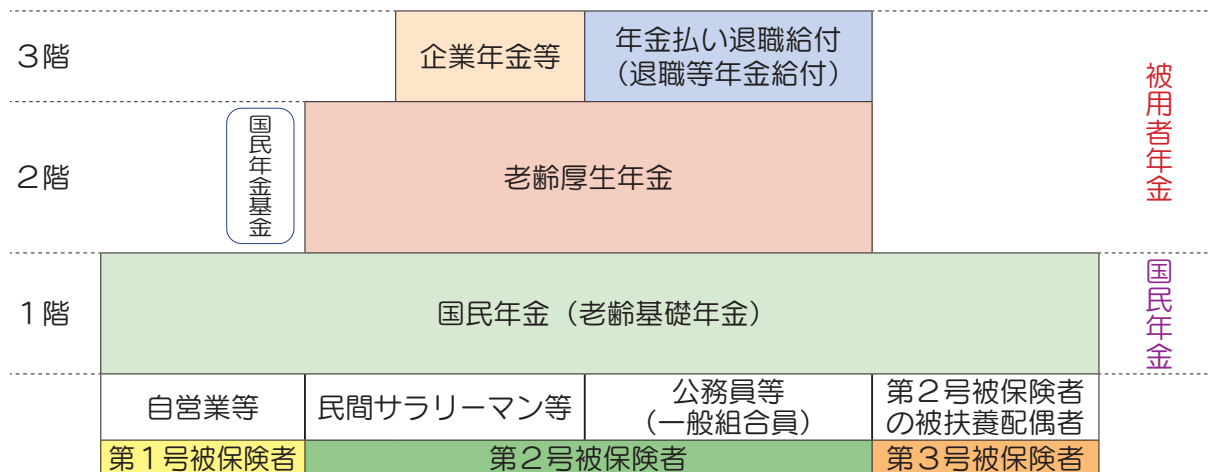 3階
企業年金等
年金払い退職給付
（退職等年金給付）
被用者年金
2階
国民年金基金
老齢厚生年金
1階
国民年金（老齢基礎年金）
国民年金
自営業等
民間サラリーマン等
公務員等
（一般組合員）
第2号被保険者
の被扶養配偶者
第1号被保険者
第2号被保険者
第3号被保険者